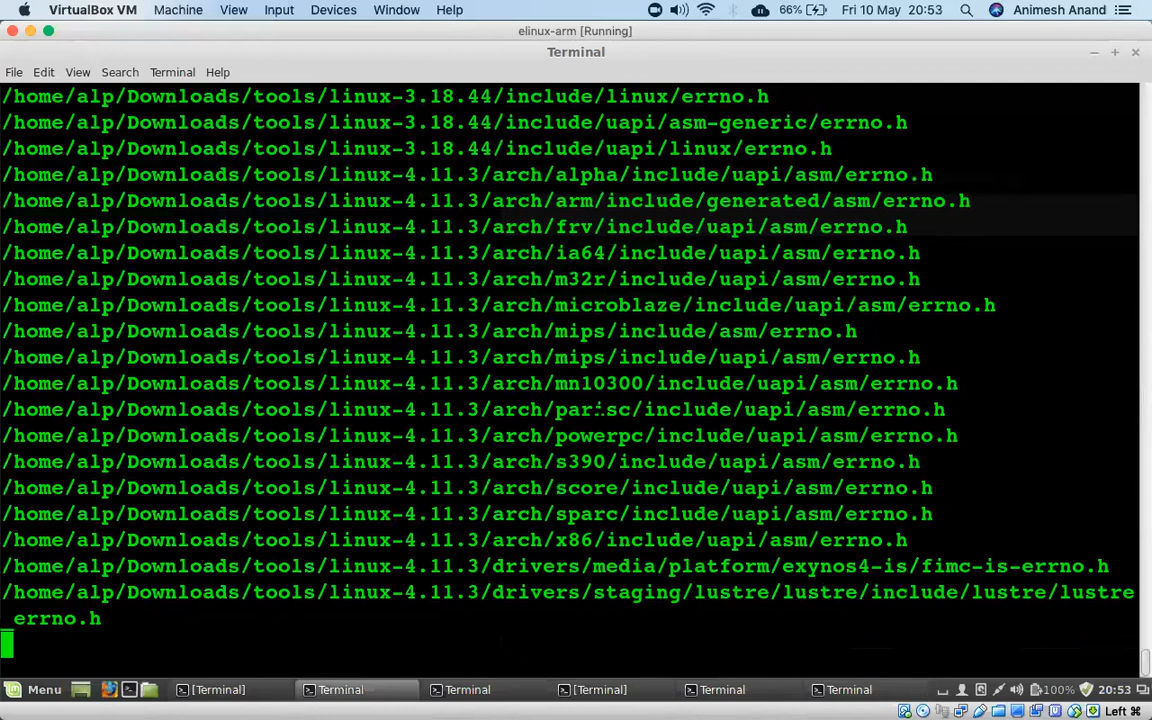 VirtualBox VM Machine View Input Devices Window Help 66% Fri 10 May 20:53 Animesh Anand
elinux-arm [Running]
Terminal
File Edit View Search Terminal Help
/home/alp/Downloads/tools/linux-3.18.44/include/linux/errno.h
/home/alp/Downloads/tools/linux-3.18.44/include/uapi/asm-generic/errno.h
/home/alp/Downloads/tools/linux-3.18.44/include/uapi/linux/errno.h
/home/alp/Downloads/tools/linux-4.11.3/arch/alpha/include/uapi/asm/errno.h
/home/alp/Downloads/tools/linux-4.11.3/arch/arm/include/generated/asm/errno.h
/home/alp/Downloads/tools/linux-4.11.3/arch/frv/include/uapi/asm/errno.h
/home/alp/Downloads/tools/linux-4.11.3/arch/ia64/include/uapi/asm/errno.h
/home/alp/Downloads/tools/linux-4.11.3/arch/m32r/include/uapi/asm/errno.h
/home/alp/Downloads/tools/linux-4.11.3/arch/microblaze/include/uapi/asm/errno.h
/home/alp/Downloads/tools/linux-4.11.3/arch/mips/include/asm/errno.h
/home/alp/Downloads/tools/linux-4.11.3/arch/mips/include/uapi/asm/errno.h
/home/alp/Downloads/tools/linux-4.11.3/arch/mn10300/include/uapi/asm/errno.h
/home/alp/Downloads/tools/linux-4.11.3/arch/parisc/include/uapi/asm/errno.h
/home/alp/Downloads/tools/linux-4.11.3/arch/powerpc/include/uapi/asm/errno.h
/home/alp/Downloads/tools/linux-4.11.3/arch/s390/include/uapi/asm/errno.h
/home/alp/Downloads/tools/linux-4.11.3/arch/score/include/uapi/asm/errno.h
/home/alp/Downloads/tools/linux-4.11.3/arch/sparc/include/uapi/asm/errno.h
/home/alp/Downloads/tools/linux-4.11.3/arch/x86/include/uapi/asm/errno.h
/home/alp/Downloads/tools/linux-4.11.3/drivers/media/platform/exynos4-is/fimc-is-errno.h
/home/alp/Downloads/tools/linux-4.11.3/drivers/staging/lustre/lustre/include/lustre/lustre
_errno.h
Menu [Terminal] Terminal Terminal [Terminal] Terminal Terminal 100% 20:53
Left ⌘